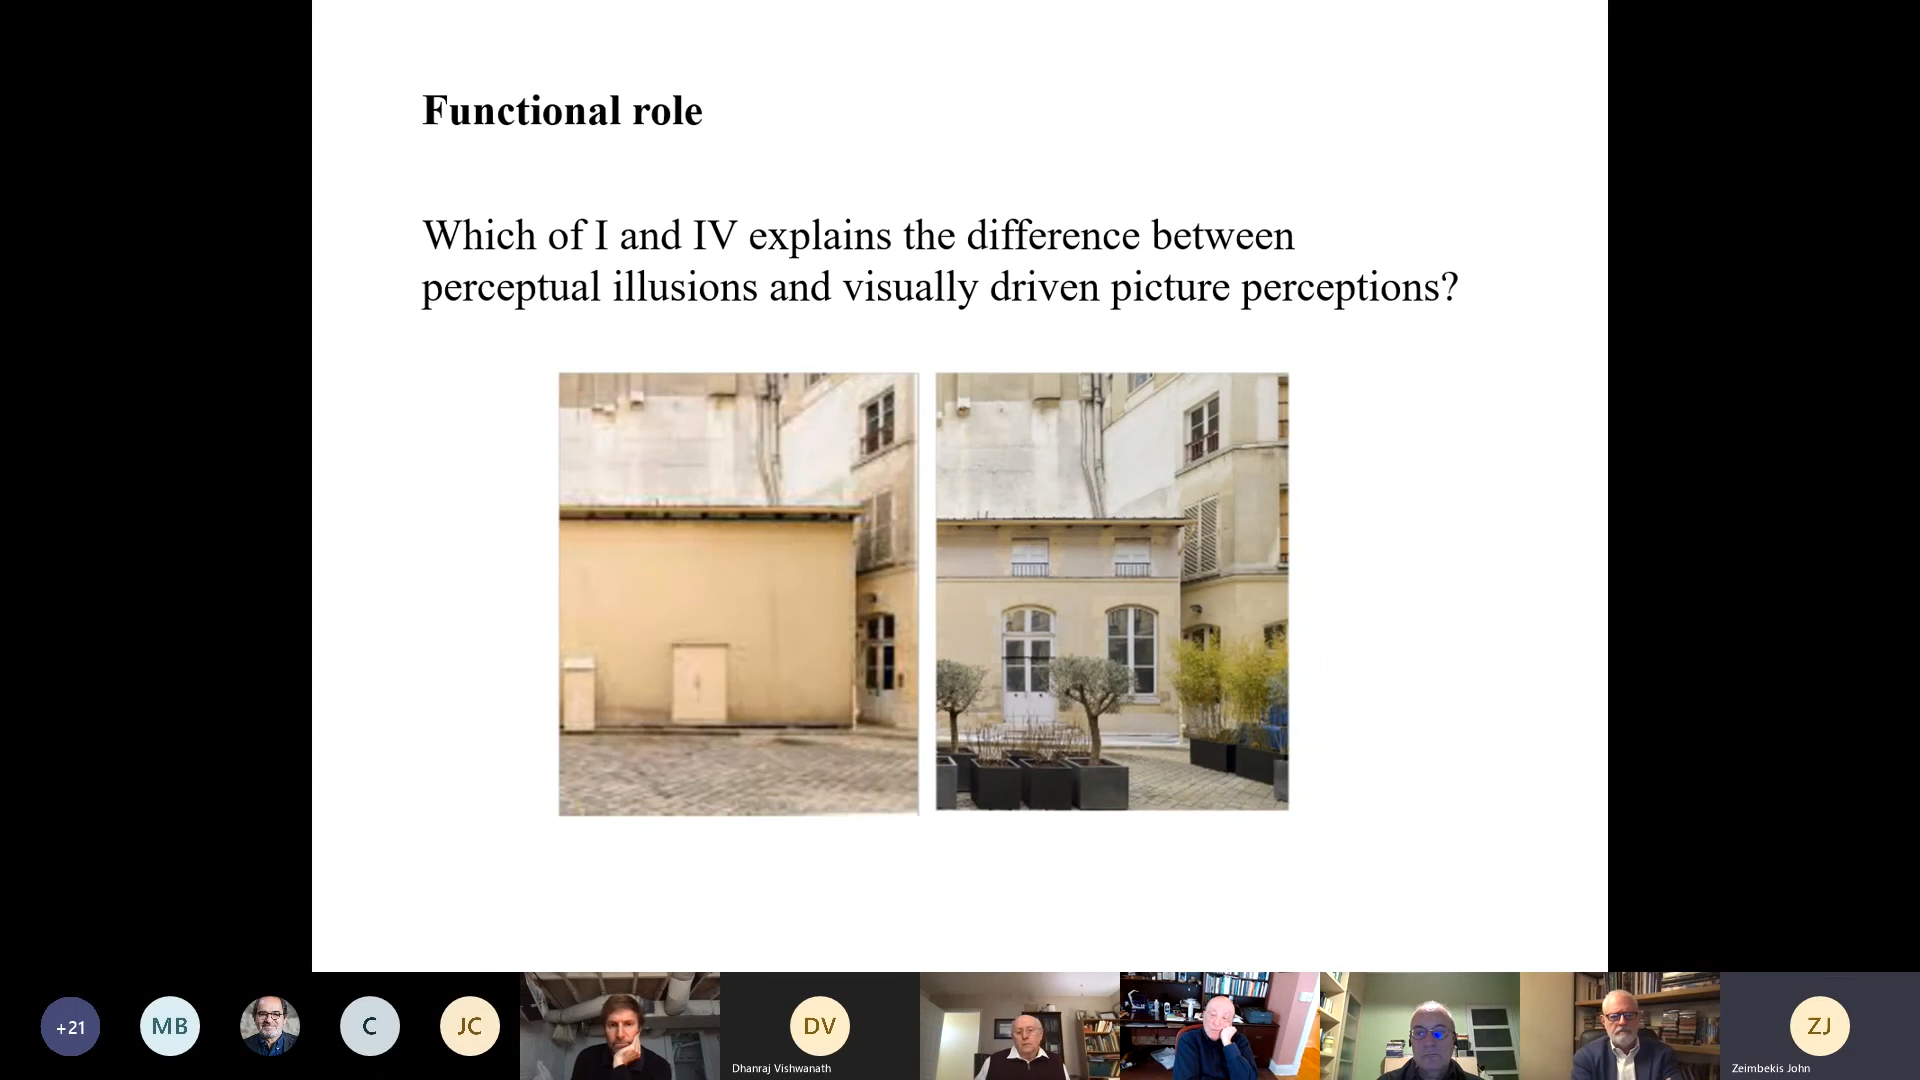 Functional role
Which of I and IV explains the difference between
perceptual illusions and visually driven picture perceptions?
+21
MB
C
JC
DV
Dhanraj Vishwanath
ZJ
Zeimbekis John